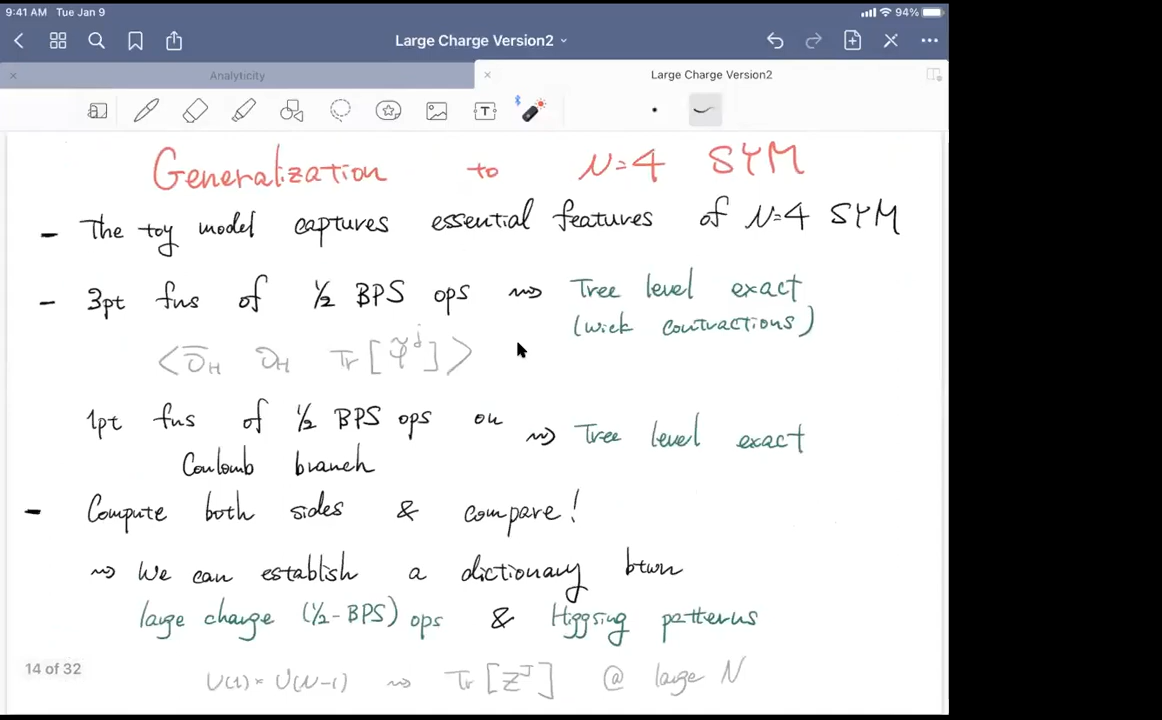 9:41 AM Tue Jan 9
94%
Large Charge Version2
Analyticity
Large Charge Version2
Generalization to N=4 SYM
- The toy model captures essential features of N=4 SYM
- 3pt fns of 1/2 BPS ops ⇝ Tree level exact
(wick contractions)
<Ō_H O_H Tr[φ̃^j]>
1pt fns of 1/2 BPS ops on ⇝ Tree level exact
Coulomb branch
- Compute both sides & compare!
⇝ We can establish a dictionary btwn
large charge (1/2-BPS) ops & Higgsing patterns
14 of 32
U(1)×U(N-1) ⇝ Tr[Z^J] @ large N